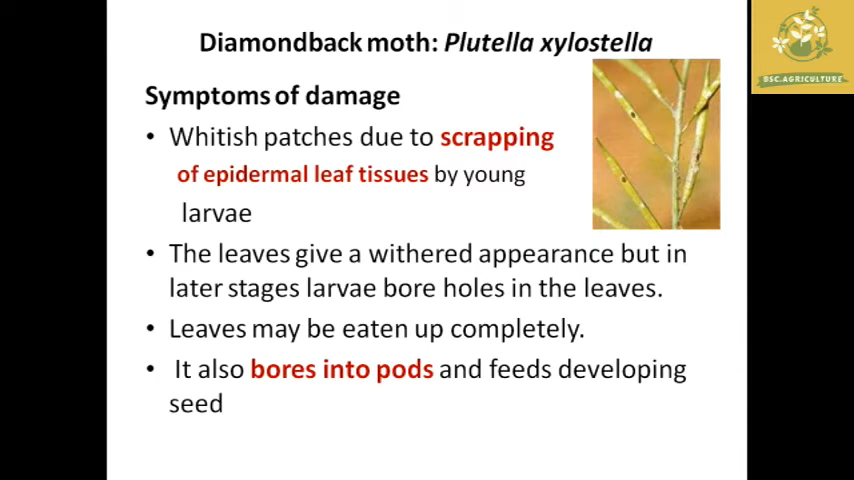 Diamondback moth: Plutella xylostella
BSC.AGRICULTURE
Symptoms of damage
• Whitish patches due to scrapping
of epidermal leaf tissues by young
larvae
• The leaves give a withered appearance but in
later stages larvae bore holes in the leaves.
• Leaves may be eaten up completely.
• It also bores into pods and feeds developing
seed